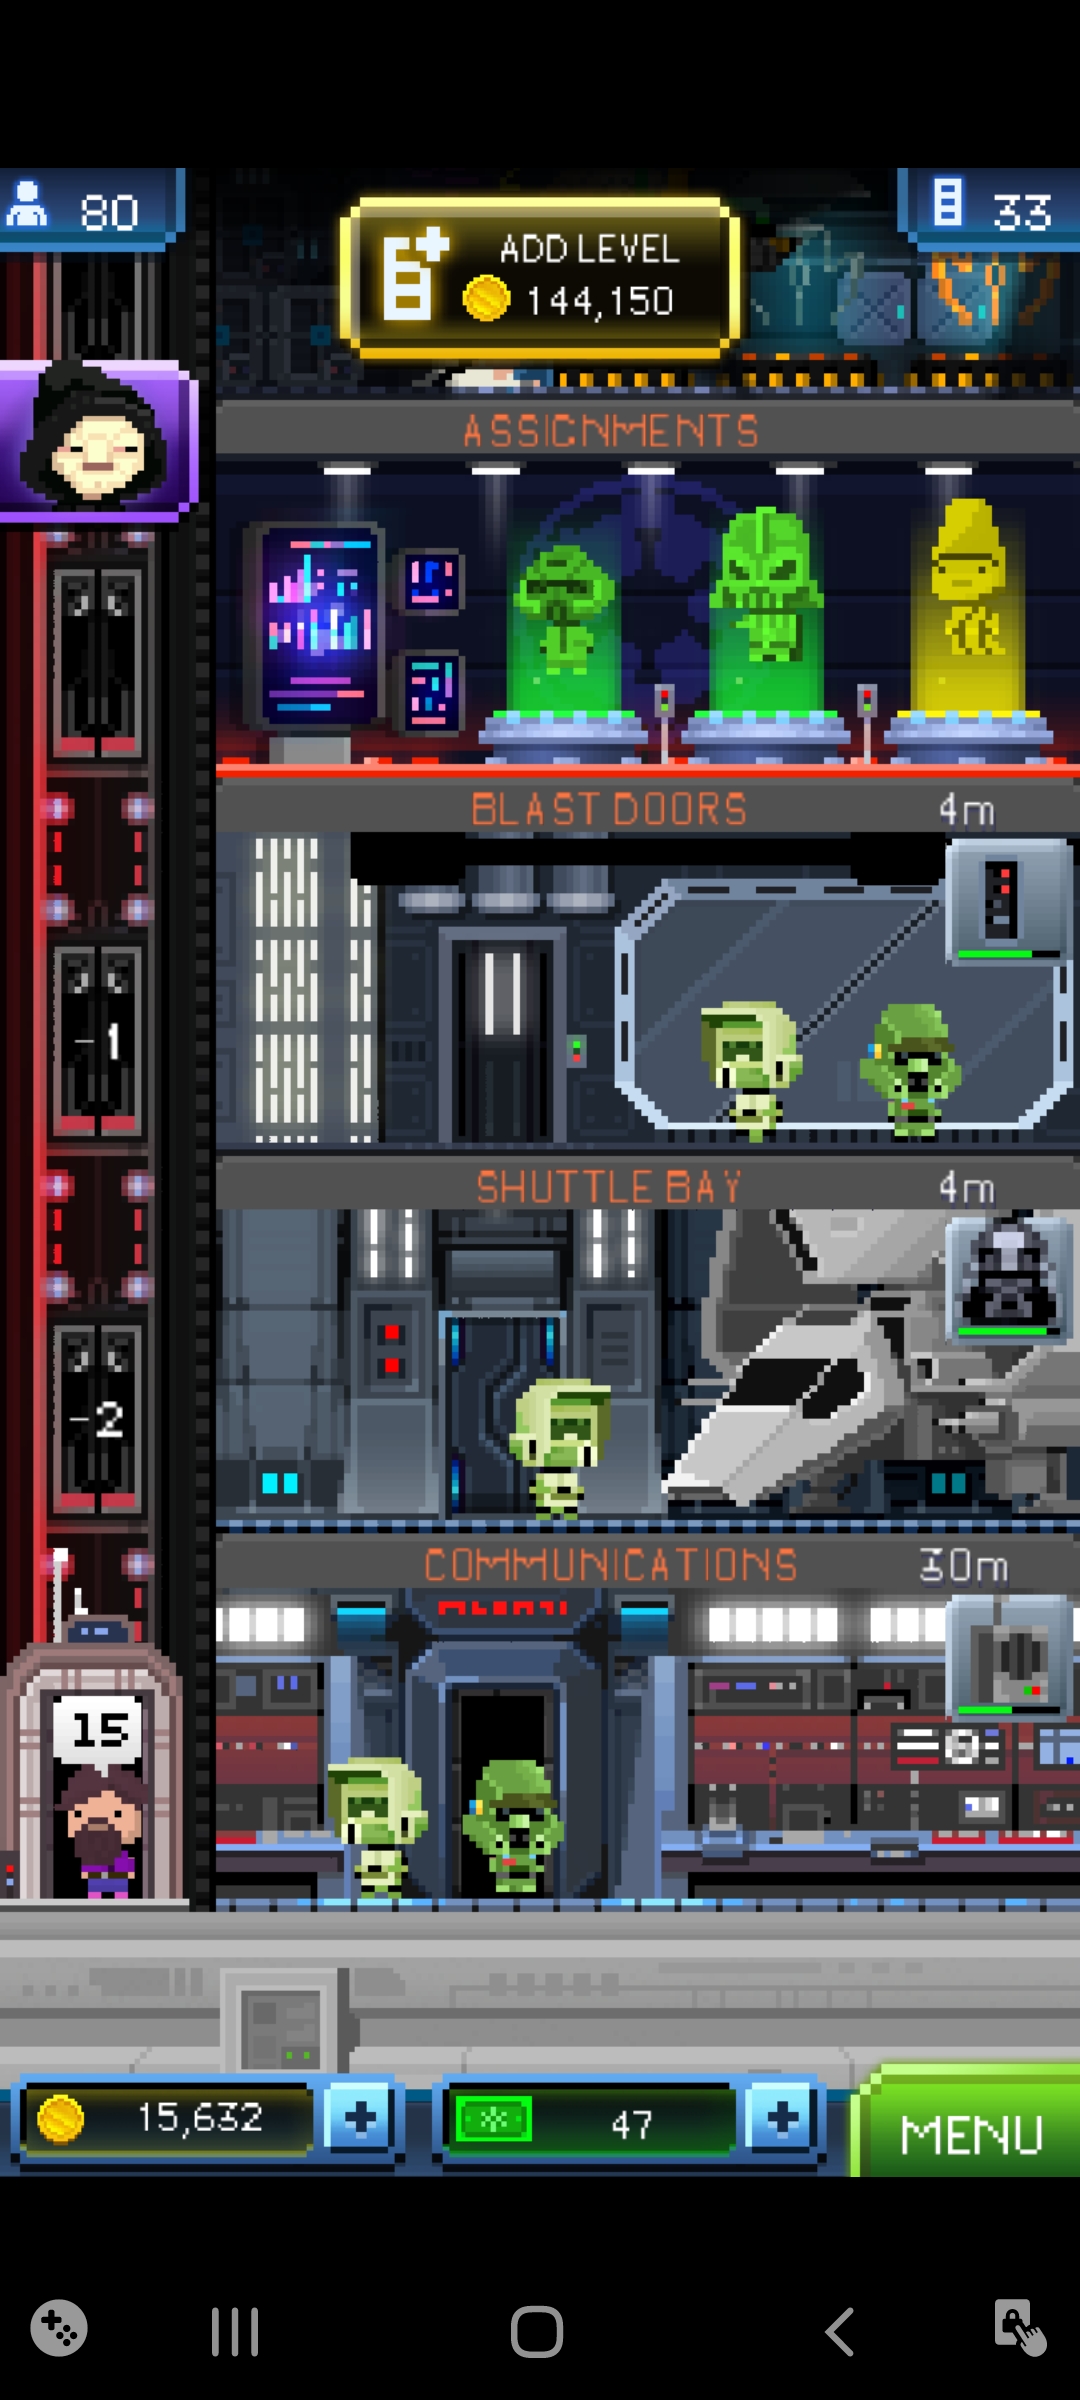 80
ADD LEVEL
144,150
33
ASSIGNMENTS
BLAST DOORS 4m
-1
SHUTTLE BAY 4m
-2
COMMUNICATIONS 30m
15
15,632
47
MENU